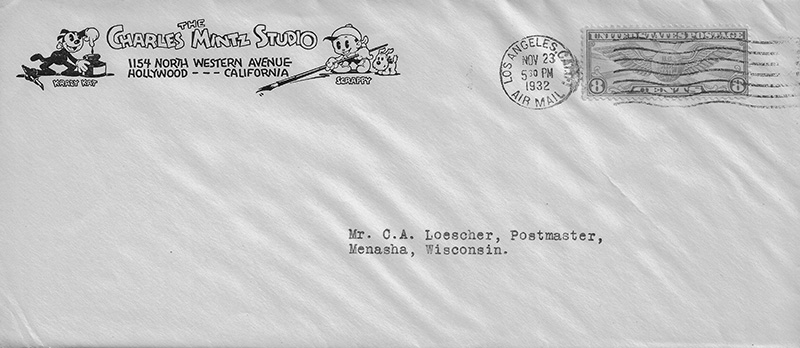 THE
CHARLES MINTZ STUDIO
1154 NORTH WESTERN AVENUE
HOLLYWOOD --- CALIFORNIA
KRAZY KAT
SCRAPPY
LOS ANGELES, CALIF.
NOV 23
5 30 PM
1932
AIR MAIL
UNITED STATES POSTAGE
8 CENTS 8
Mr. C.A. Loescher, Postmaster,
Menasha, Wisconsin.